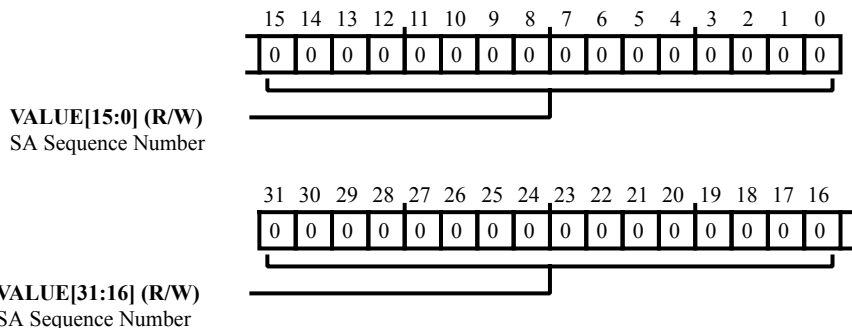 15 14 13 12 11 10 9 8 7 6 5 4 3 2 1 0
0 0 0 0 0 0 0 0 0 0 0 0 0 0 0 0
VALUE[15:0] (R/W)
SA Sequence Number
31 30 29 28 27 26 25 24 23 22 21 20 19 18 17 16
0 0 0 0 0 0 0 0 0 0 0 0 0 0 0 0
VALUE[31:16] (R/W)
SA Sequence Number